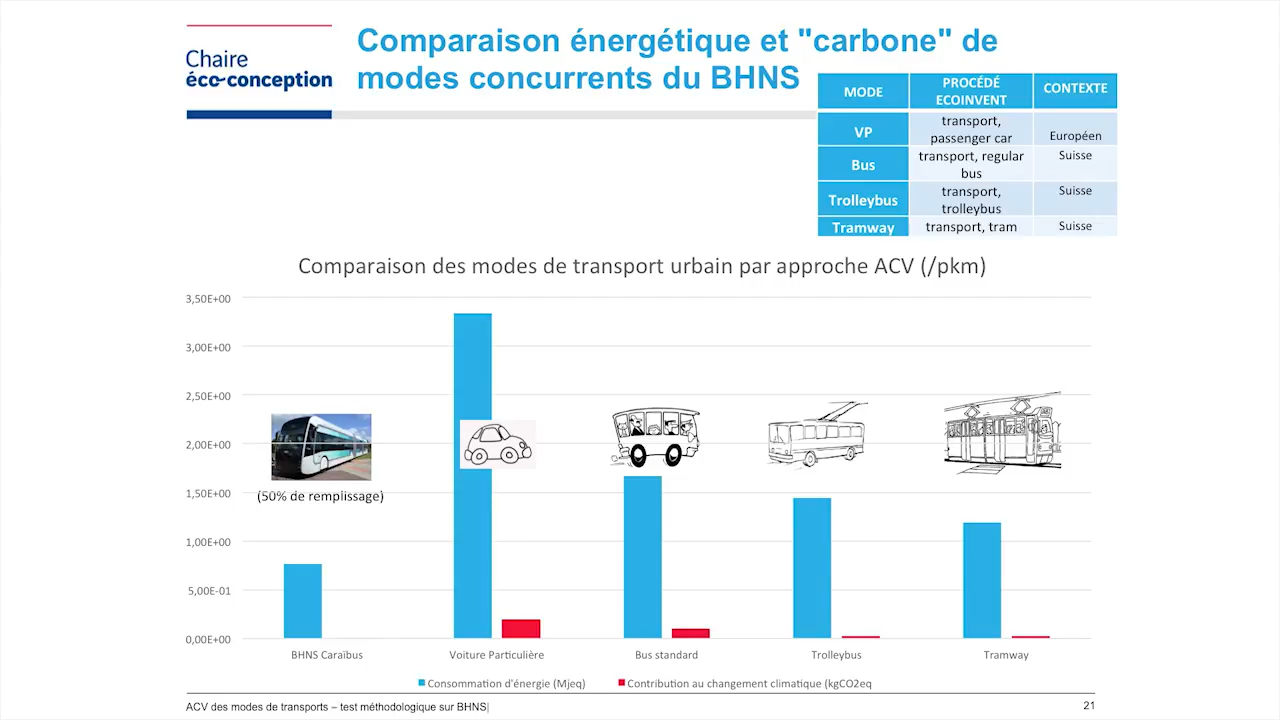 Chaire
éco-conception
Comparaison énergétique et "carbone" de
modes concurrents du BHNS
MODE
PROCÉDÉ
ECOINVENT
CONTEXTE
VP
transport,
passenger car
Européen
Bus
transport, regular
bus
Suisse
Trolleybus
transport,
trolleybus
Suisse
Tramway
transport, tram
Suisse
Comparaison des modes de transport urbain par approche ACV (/pkm)
3,50E+00
3,00E+00
2,50E+00
2,00E+00
1,50E+00
1,00E+00
5,00E-01
0,00E+00
(50% de remplissage)
BHNS Caraïbus
Voiture Particulière
Bus standard
Trolleybus
Tramway
Consommation d'énergie (Mjeq)
Contribution au changement climatique (kgCO2eq
ACV des modes de transports – test méthodologique sur BHNS|
21